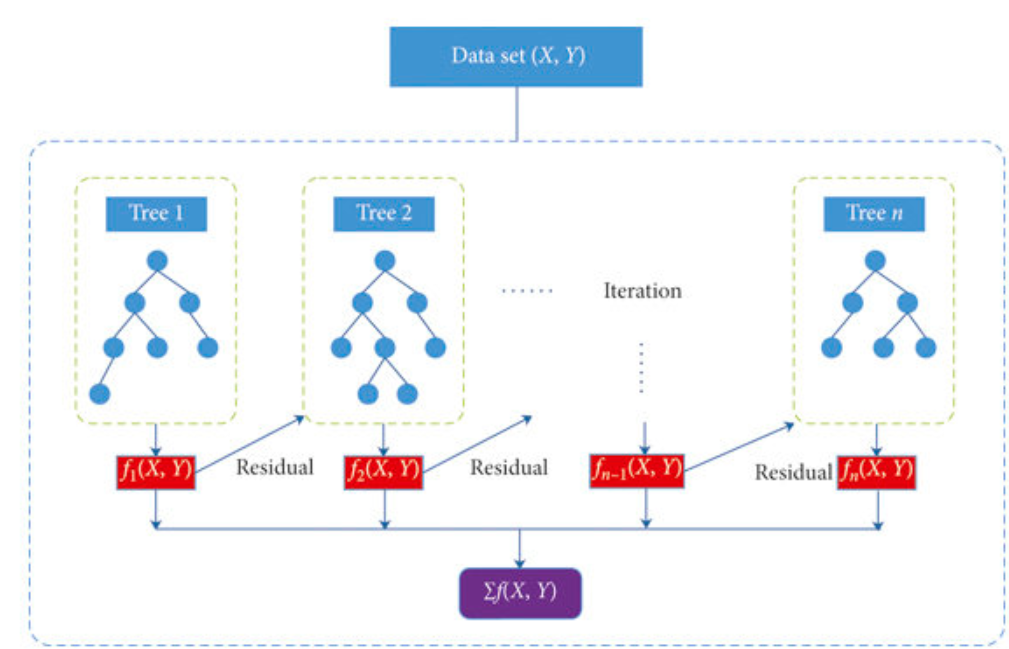 Data set (X, Y)
Tree 1
Tree 2
Tree n
Iteration
f₁(X, Y)
Residual
f₂(X, Y)
Residual
fₙ₋₁(X, Y)
Residual
fₙ(X, Y)
Σf(X, Y)